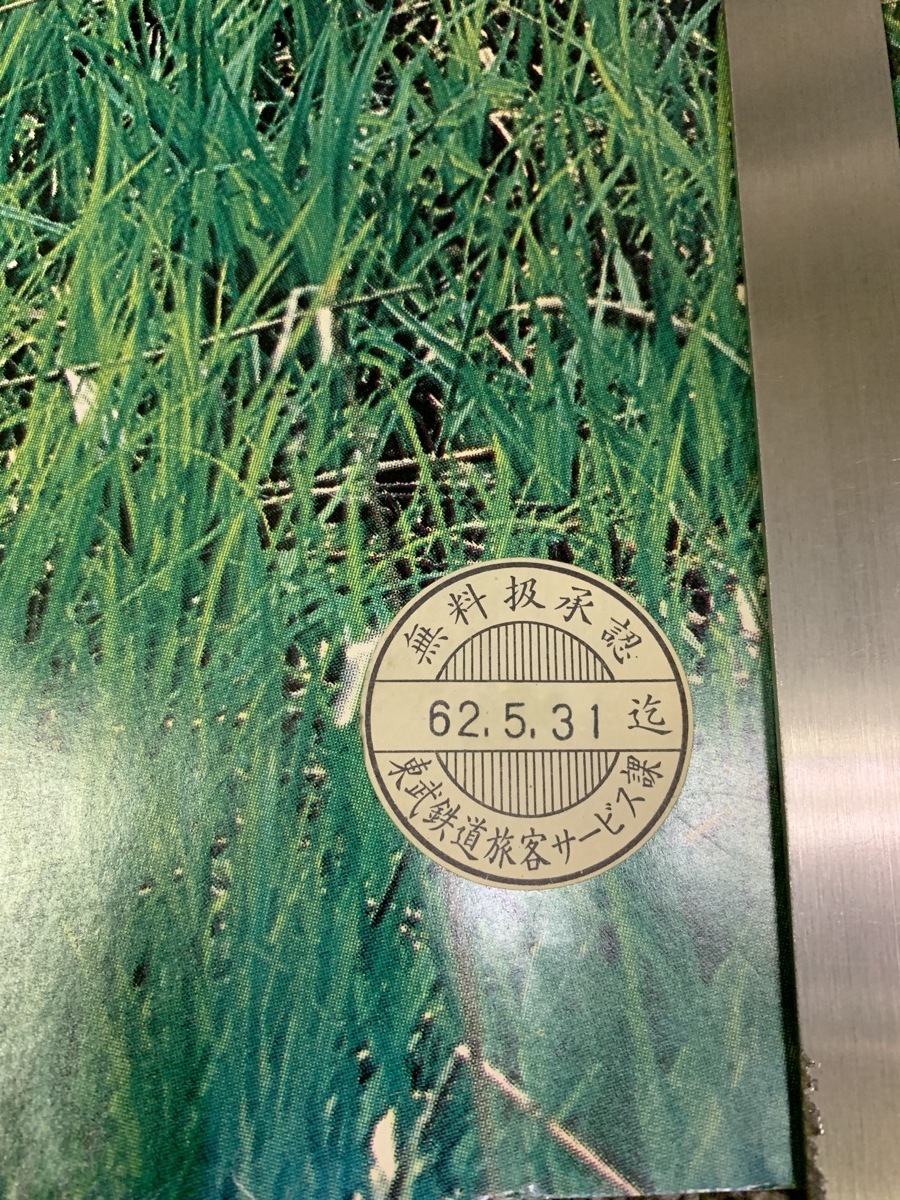 無料扱承認
62.5.31 迄
東武鉄道旅客サービス課